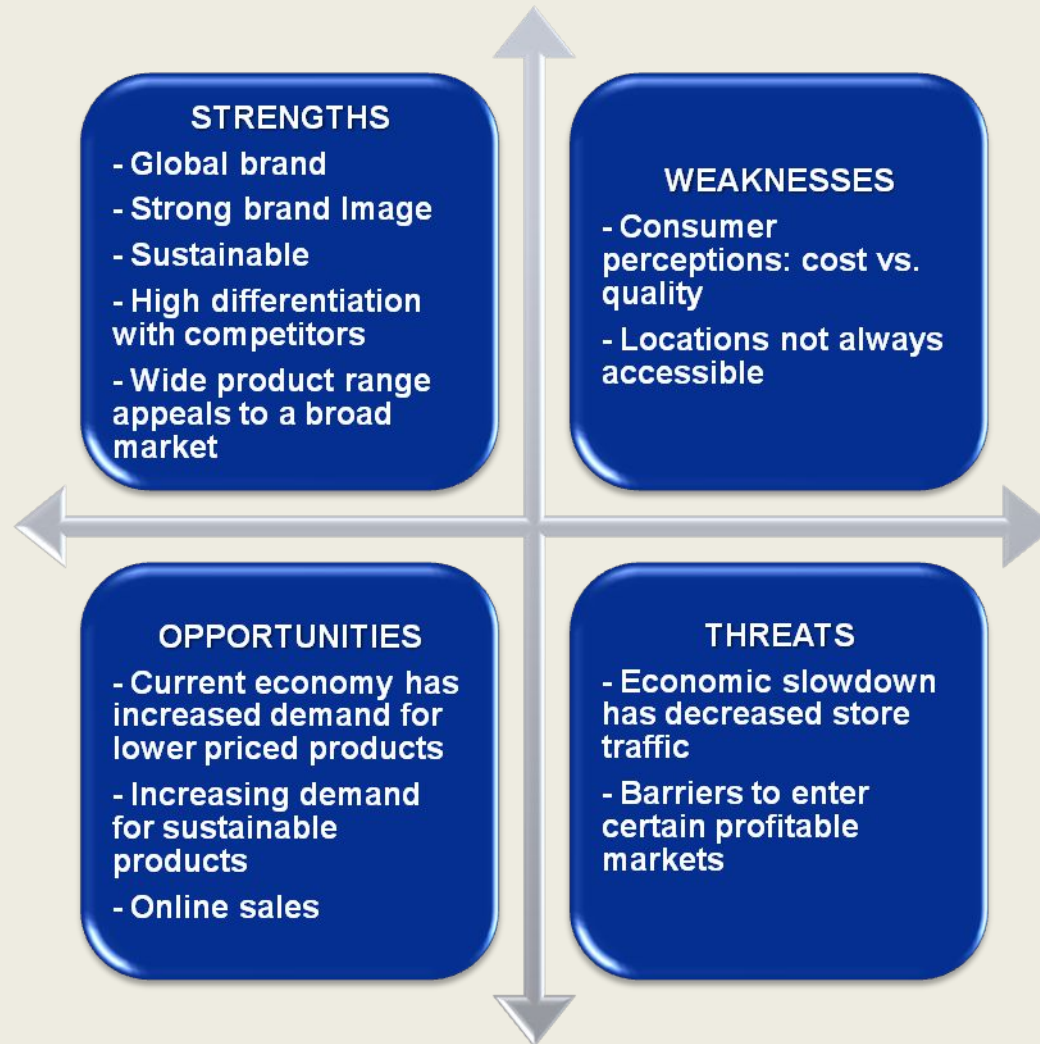 STRENGTHS
- Global brand
- Strong brand Image
- Sustainable
- High differentiation
with competitors
- Wide product range
appeals to a broad
market
WEAKNESSES
- Consumer
perceptions: cost vs.
quality
- Locations not always
accessible
OPPORTUNITIES
- Current economy has
increased demand for
lower priced products
- Increasing demand
for sustainable
products
- Online sales
THREATS
- Economic slowdown
has decreased store
traffic
- Barriers to enter
certain profitable
markets